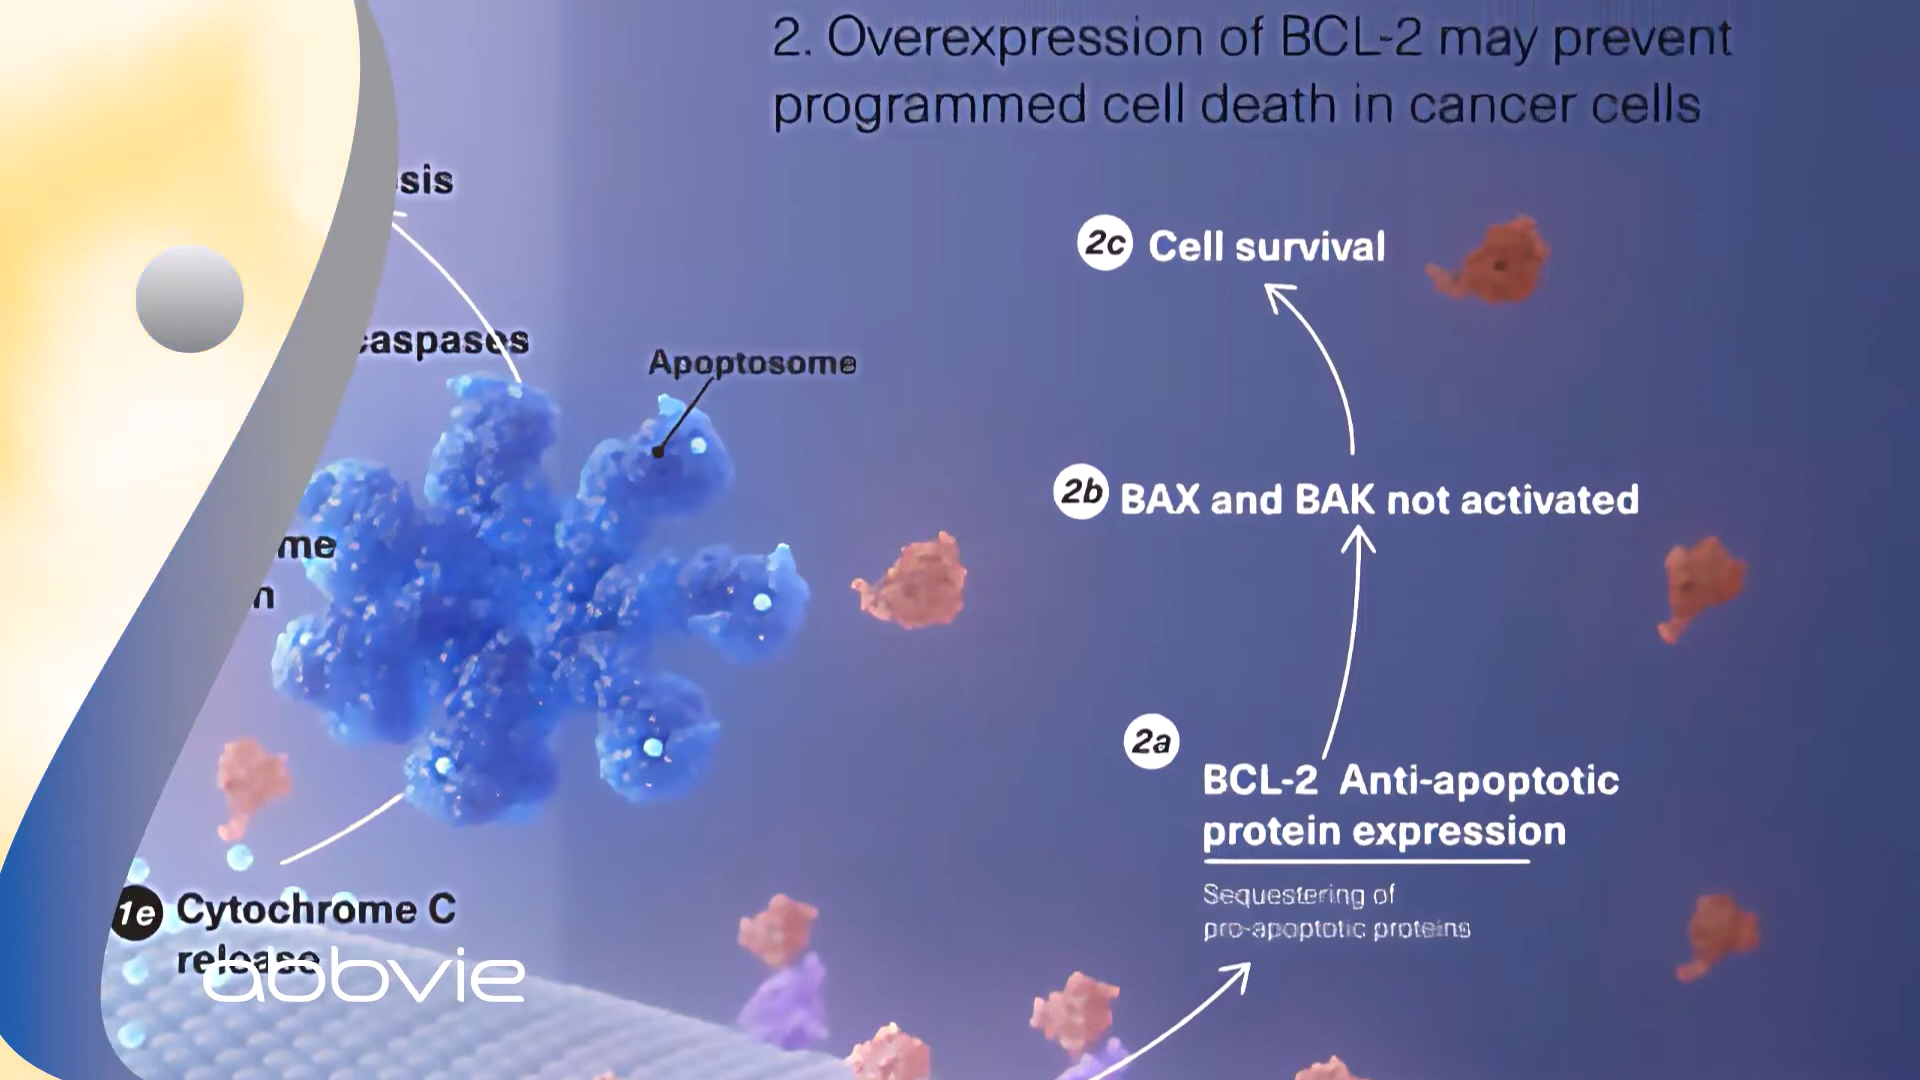 2. Overexpression of BCL-2 may prevent
programmed cell death in cancer cells
sis
caspases
Apoptosome
me
n
1e Cytochrome C
release
abbvie
2c Cell survival
2b BAX and BAK not activated
2a
BCL-2 Anti-apoptotic
protein expression
Sequestering of
pro-apoptotic proteins